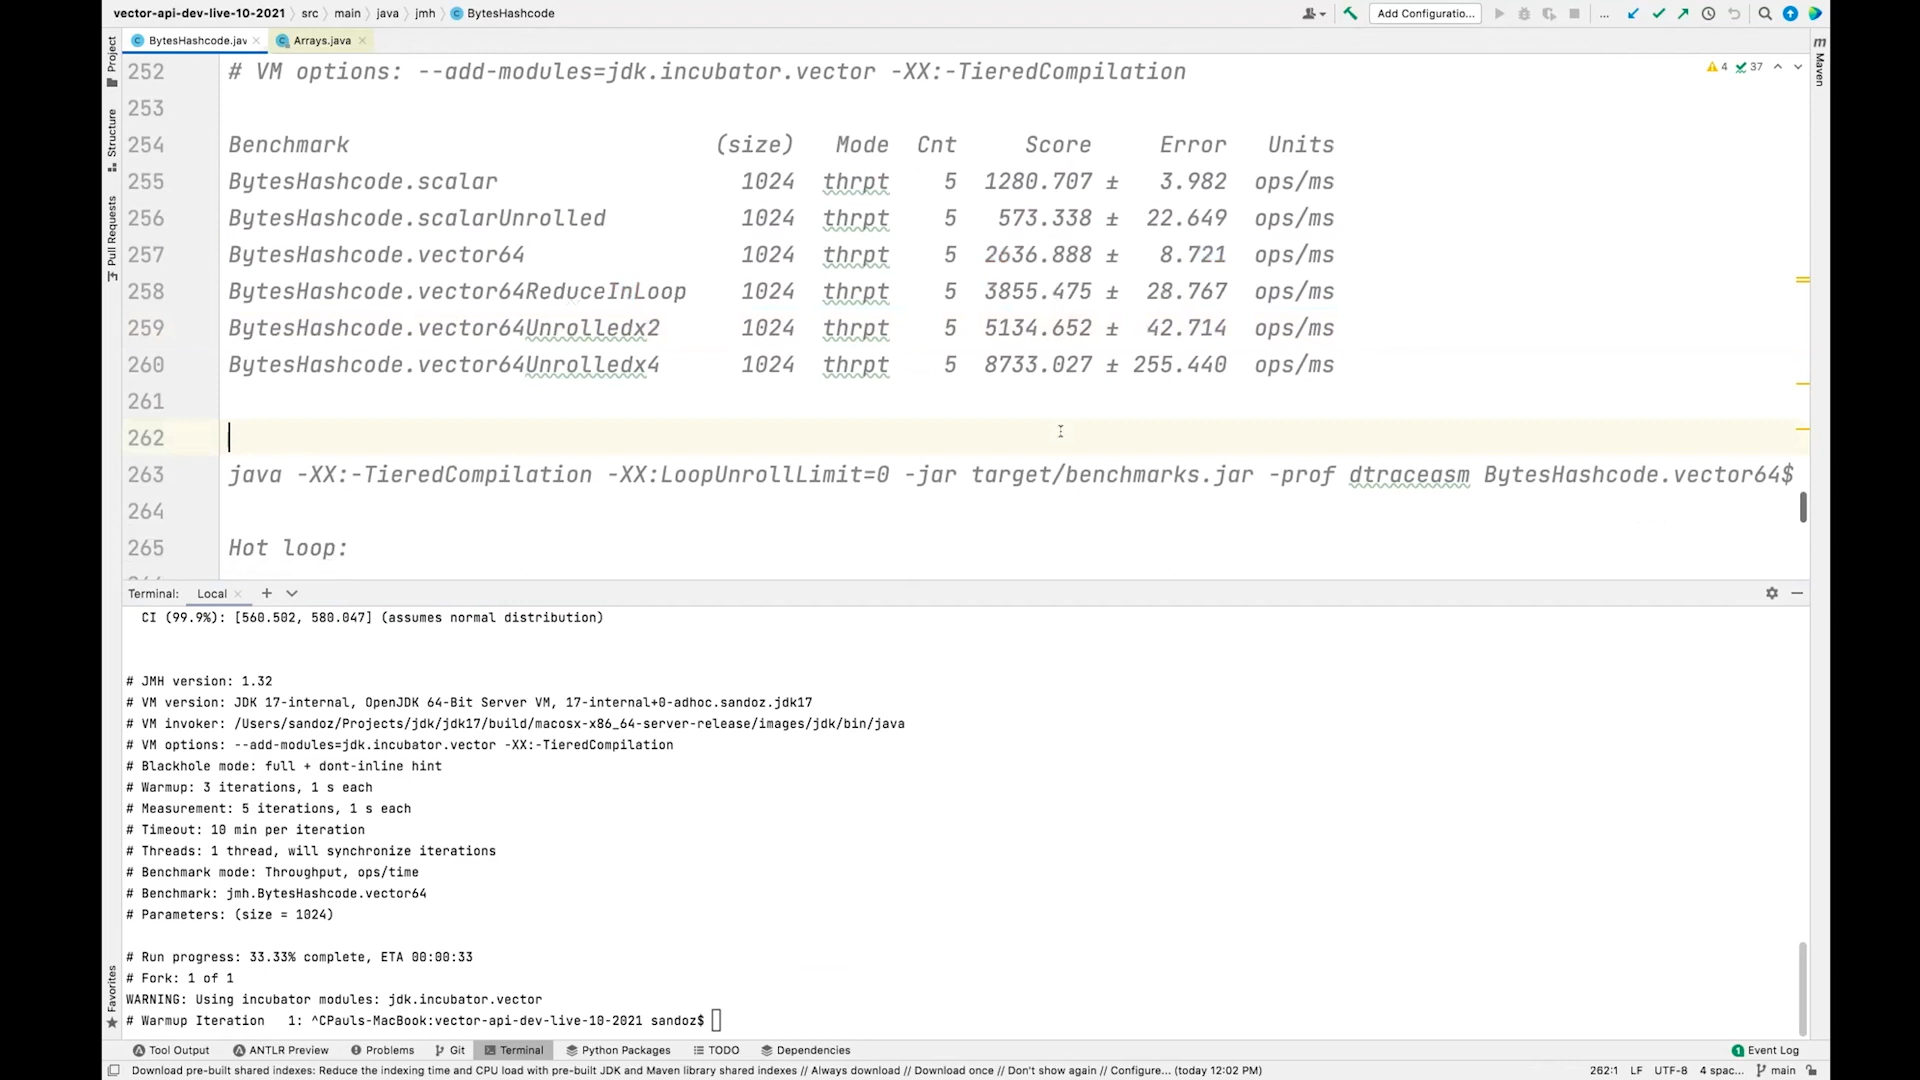 vector-api-dev-live-10-2021 src main java jmh BytesHashcode
Add Configuratio... ...
BytesHashcode.jav Arrays.java
Project
Structure
Pull Requests
Favorites
Maven
4 37
252 # VM options: --add-modules=jdk.incubator.vector -XX:-TieredCompilation
253
254 Benchmark (size) Mode Cnt Score Error Units
255 BytesHashcode.scalar 1024 thrpt 5 1280.707 ± 3.982 ops/ms
256 BytesHashcode.scalarUnrolled 1024 thrpt 5 573.338 ± 22.649 ops/ms
257 BytesHashcode.vector64 1024 thrpt 5 2636.888 ± 8.721 ops/ms
258 BytesHashcode.vector64ReduceInLoop 1024 thrpt 5 3855.475 ± 28.767 ops/ms
259 BytesHashcode.vector64Unrolledx2 1024 thrpt 5 5134.652 ± 42.714 ops/ms
260 BytesHashcode.vector64Unrolledx4 1024 thrpt 5 8733.027 ± 255.440 ops/ms
261
262
263 java -XX:-TieredCompilation -XX:LoopUnrollLimit=0 -jar target/benchmarks.jar -prof dtraceasm BytesHashcode.vector64$
264
265 Hot loop:
Terminal: Local
CI (99.9%): [560.502, 580.047] (assumes normal distribution)
# JMH version: 1.32
# VM version: JDK 17-internal, OpenJDK 64-Bit Server VM, 17-internal+0-adhoc.sandoz.jdk17
# VM invoker: /Users/sandoz/Projects/jdk/jdk17/build/macosx-x86_64-server-release/images/jdk/bin/java
# VM options: --add-modules=jdk.incubator.vector -XX:-TieredCompilation
# Blackhole mode: full + dont-inline hint
# Warmup: 3 iterations, 1 s each
# Measurement: 5 iterations, 1 s each
# Timeout: 10 min per iteration
# Threads: 1 thread, will synchronize iterations
# Benchmark mode: Throughput, ops/time
# Benchmark: jmh.BytesHashcode.vector64
# Parameters: (size = 1024)
# Run progress: 33.33% complete, ETA 00:00:33
# Fork: 1 of 1
WARNING: Using incubator modules: jdk.incubator.vector
# Warmup Iteration 1: ^CPauls-MacBook:vector-api-dev-live-10-2021 sandoz$
Tool Output ANTLR Preview Problems Git Terminal Python Packages TODO Dependencies 1 Event Log
Download pre-built shared indexes: Reduce the indexing time and CPU load with pre-built JDK and Maven library shared indexes // Always download // Download once // Don't show again // Configure... (today 12:02 PM) 262:1 LF UTF-8 4 spac... main